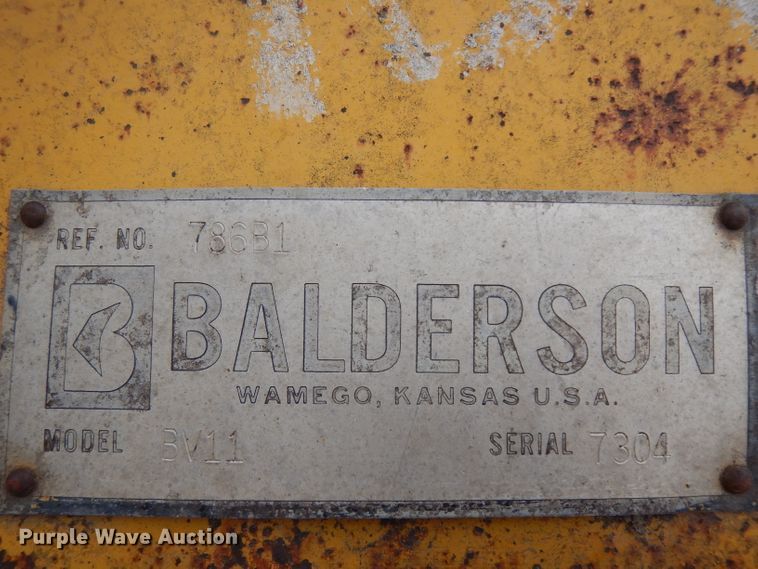 REF. NO. 786B1
B BALDERSON
WAMEGO, KANSAS U.S.A.
MODEL BV11 SERIAL 7304
Purple Wave Auction